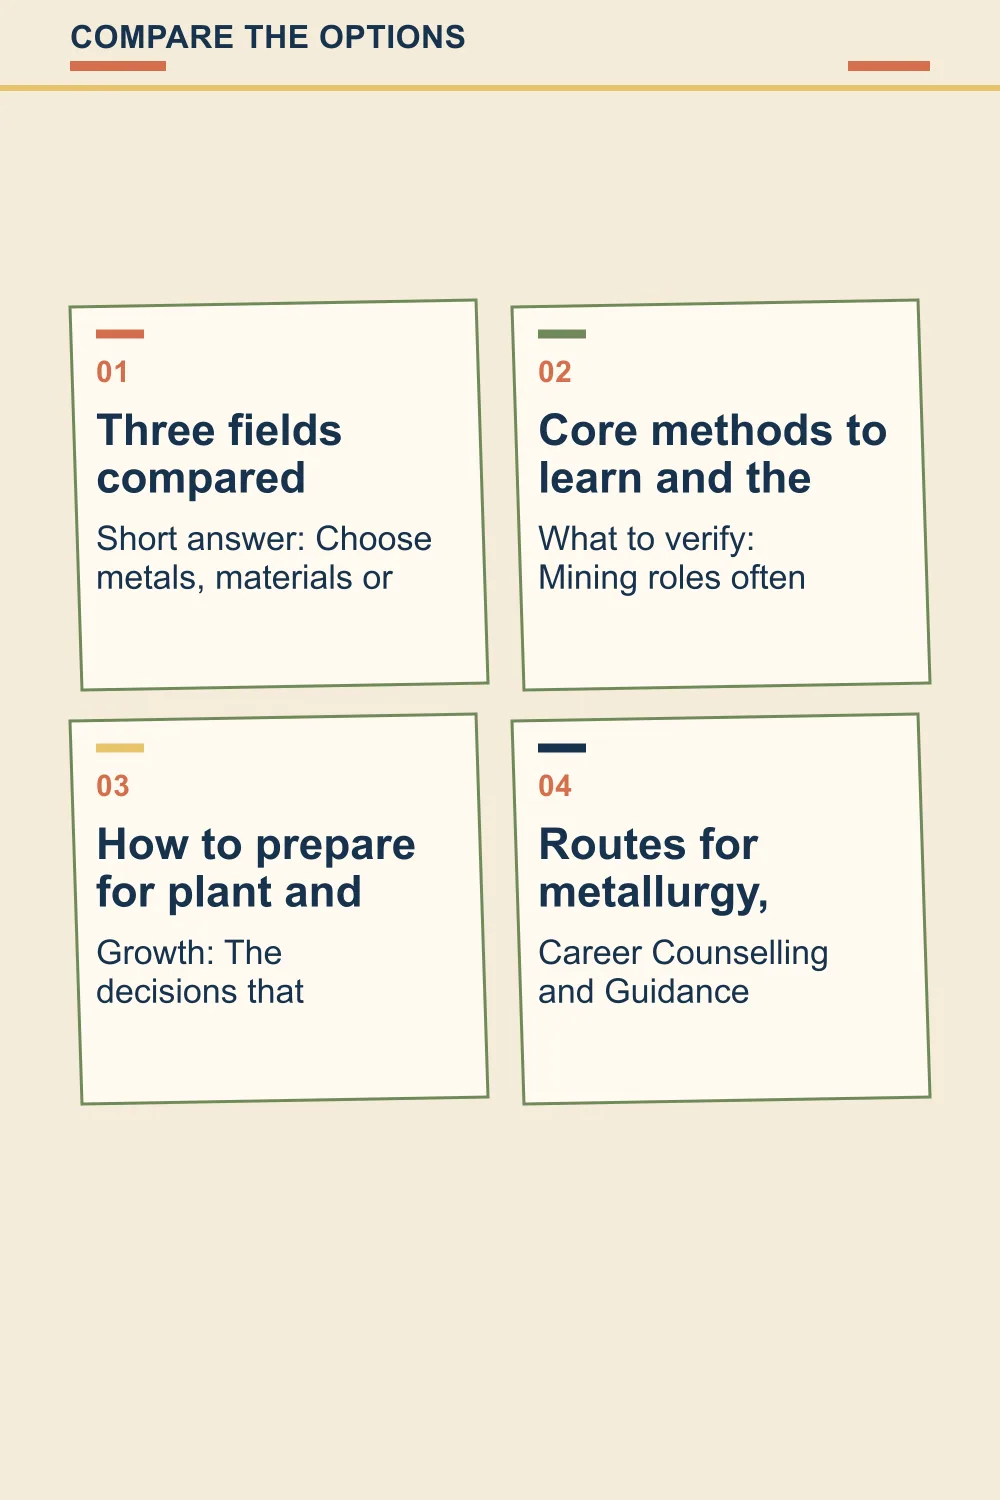 COMPARE THE OPTIONS
01
Three fields
compared
Short answer: Choose
metals, materials or
02
Core methods to
learn and the
What to verify:
Mining roles often
03
How to prepare
for plant and
Growth: The
decisions that
04
Routes for
metallurgy,
Career Counselling
and Guidance